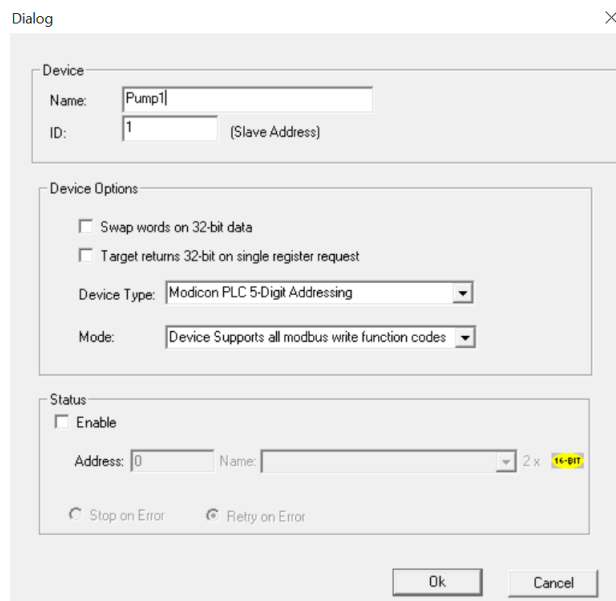 Dialog
Device
Name: Pump1
ID: 1 (Slave Address)
Device Options
Swap words on 32-bit data
Target returns 32-bit on single register request
Device Type: Modicon PLC 5-Digit Addressing
Mode: Device Supports all modbus write function codes
Status
Enable
Address: 0 Name: 2 x 16-BIT
Stop on Error Retry on Error
Ok Cancel